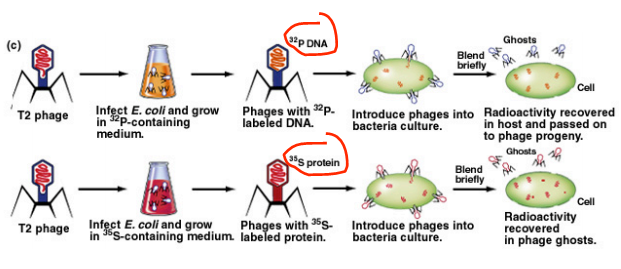 (c)
³²P DNA
Ghosts
Blend
briefly
Cell
T2 phage
Infect E. coli and grow
in ³²P-containing
medium.
Phages with ³²P-
labeled DNA.
Introduce phages into
bacteria culture.
Radioactivity recovered
in host and passed on
to phage progeny.
³⁵S protein
Ghosts
Blend
briefly
Cell
T2 phage
Infect E. coli and grow
in ³⁵S-containing medium.
Phages with ³⁵S-
labeled protein.
Introduce phages into
bacteria culture.
Radioactivity
recovered
in phage ghosts.